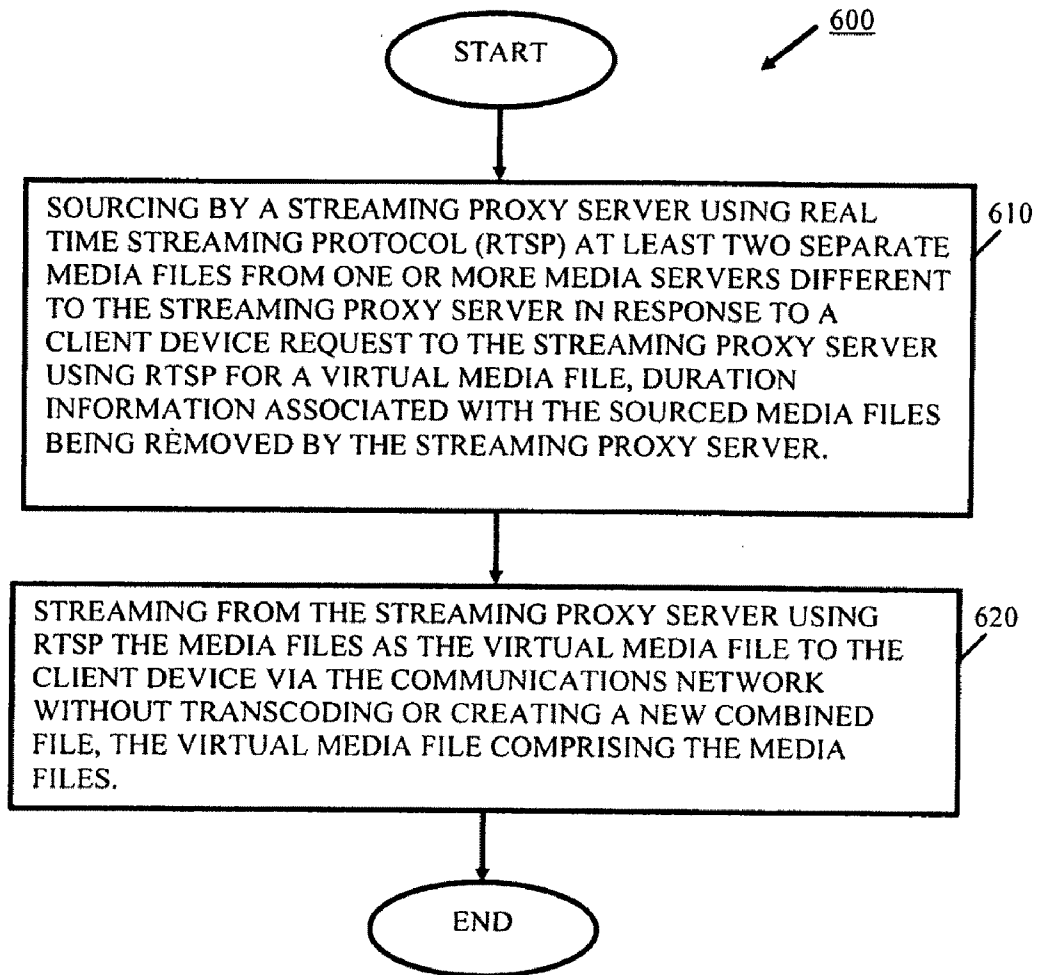 600
START
610
SOURCING BY A STREAMING PROXY SERVER USING REAL
TIME STREAMING PROTOCOL (RTSP) AT LEAST TWO SEPARATE
MEDIA FILES FROM ONE OR MORE MEDIA SERVERS DIFFERENT
TO THE STREAMING PROXY SERVER IN RESPONSE TO A
CLIENT DEVICE REQUEST TO THE STREAMING PROXY SERVER
USING RTSP FOR A VIRTUAL MEDIA FILE, DURATION
INFORMATION ASSOCIATED WITH THE SOURCED MEDIA FILES
BEING REMOVED BY THE STREAMING PROXY SERVER.
620
STREAMING FROM THE STREAMING PROXY SERVER USING
RTSP THE MEDIA FILES AS THE VIRTUAL MEDIA FILE TO THE
CLIENT DEVICE VIA THE COMMUNICATIONS NETWORK
WITHOUT TRANSCODING OR CREATING A NEW COMBINED
FILE, THE VIRTUAL MEDIA FILE COMPRISING THE MEDIA
FILES.
END